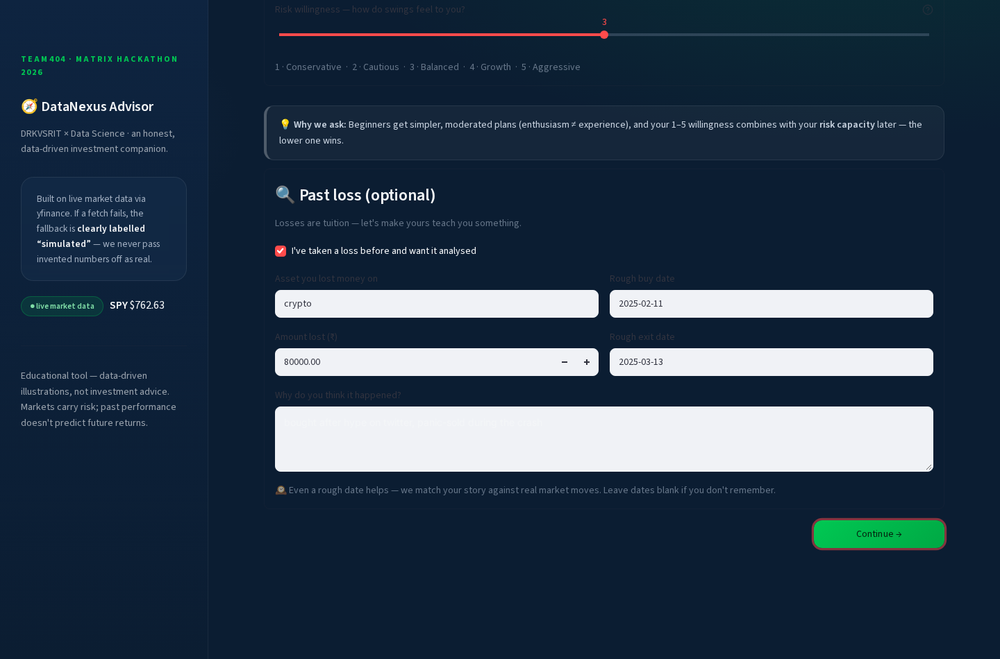 TEAM404 · MATRIX HACKATHON
2026
DataNexus Advisor
DRKVSRIT × Data Science · an honest,
data-driven investment companion.
Built on live market data via
yfinance. If a fetch fails, the
fallback is clearly labelled
“simulated” — we never pass
invented numbers off as real.
live market data SPY $762.63
Educational tool — data-driven
illustrations, not investment advice.
Markets carry risk; past performance
doesn't predict future returns.
Risk willingness — how do swings feel to you?
3
1 · Conservative · 2 · Cautious · 3 · Balanced · 4 · Growth · 5 · Aggressive
Why we ask: Beginners get simpler, moderated plans (enthusiasm ≠ experience), and your 1–5 willingness combines with your risk capacity later — the
lower one wins.
Past loss (optional)
Losses are tuition — let's make yours teach you something.
I've taken a loss before and want it analysed
Asset you lost money on
Rough buy date
crypto
2025-02-11
Amount lost (₹)
Rough exit date
80000.00
2025-03-13
Why do you think it happened?
Even a rough date helps — we match your story against real market moves. Leave dates blank if you don't remember.
Continue →